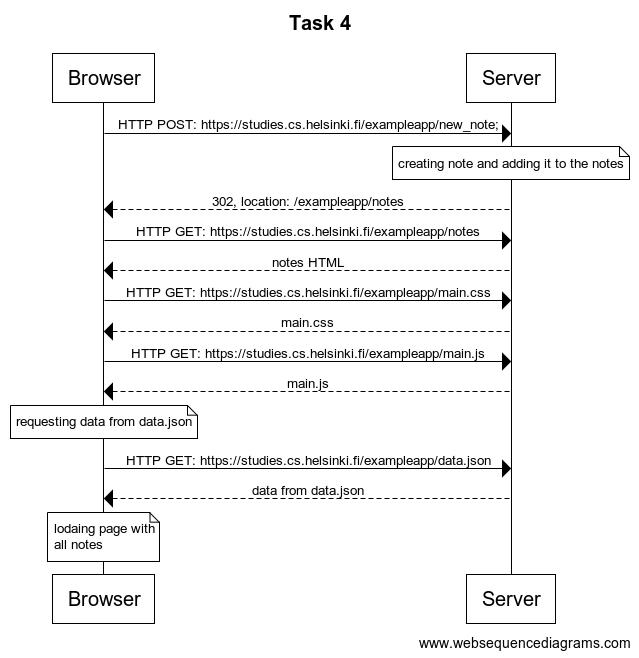 Task 4
Browser
Server
HTTP POST: https://studies.cs.helsinki.fi/exampleapp/new_note;
creating note and adding it to the notes
302, location: /exampleapp/notes
HTTP GET: https://studies.cs.helsinki.fi/exampleapp/notes
notes HTML
HTTP GET: https://studies.cs.helsinki.fi/exampleapp/main.css
main.css
HTTP GET: https://studies.cs.helsinki.fi/exampleapp/main.js
main.js
requesting data from data.json
HTTP GET: https://studies.cs.helsinki.fi/exampleapp/data.json
data from data.json
lodaing page with
all notes
Browser
Server
www.websequencediagrams.com